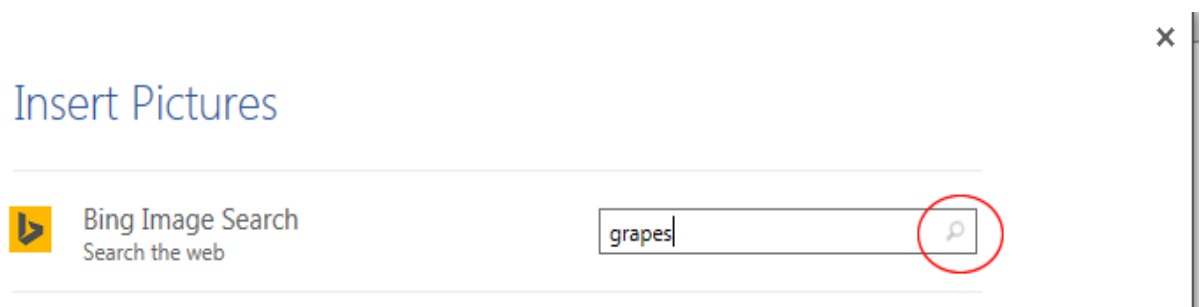 Insert Pictures
Bing Image Search
Search the web
grapes